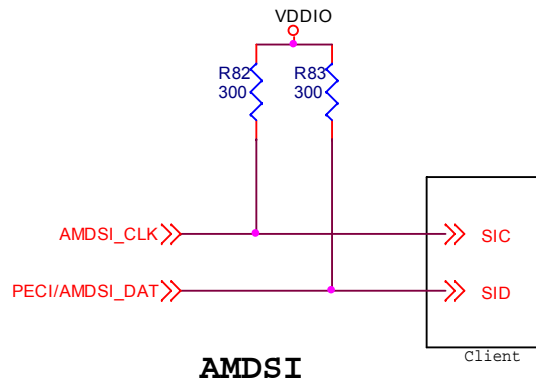 VDDIO
R82
300
R83
300
AMDSI_CLK
SIC
PECI/AMDSI_DAT
SID
Client
AMDSI